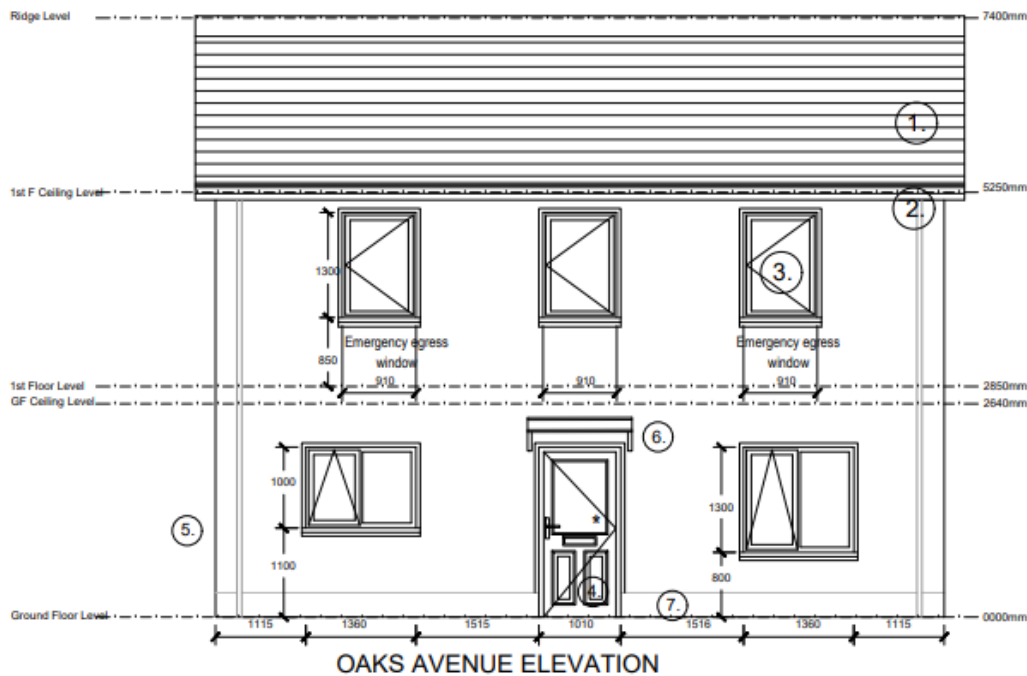 Ridge Level
7400mm
1.
1st F Ceiling Level
5250mm
2.
1300
3.
850
Emergency egress
window
Emergency egress
window
910
910
910
1st Floor Level
2850mm
GF Ceiling Level
2640mm
6.
1000
1300
*
5.
1100
800
4.
7.
Ground Floor Level
0000mm
1115
1360
1515
1010
1516
1360
1115
OAKS AVENUE ELEVATION